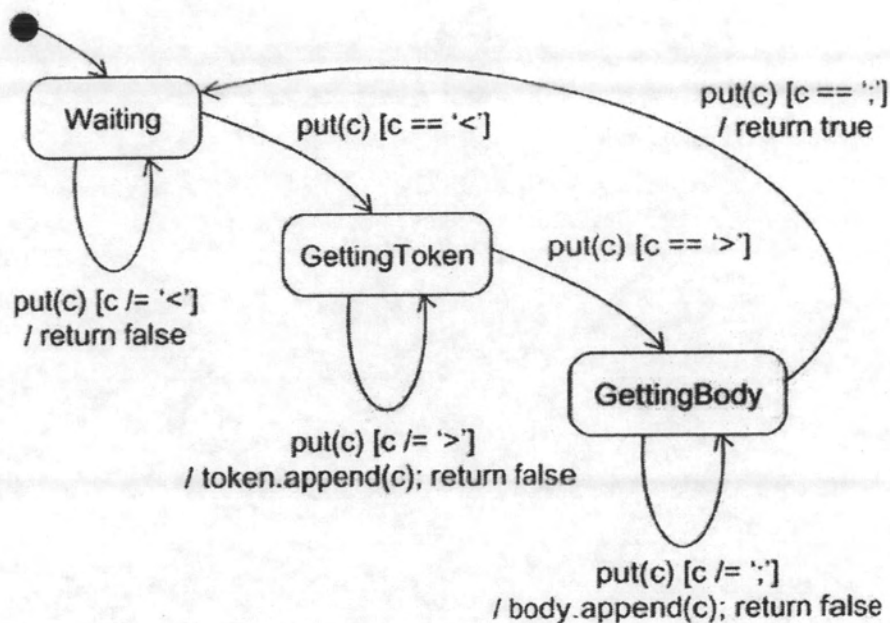 Waiting
put(c) [c == ';']
/ return true
put(c) [c == '<']
GettingToken
put(c) [c == '>']
put(c) [c /= '<']
/ return false
GettingBody
put(c) [c /= '>']
/ token.append(c); return false
put(c) [c /= ';']
/ body.append(c); return false